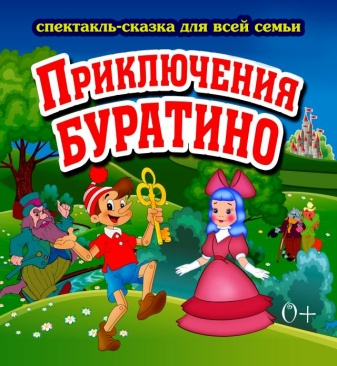 спектакль-сказка для всей семьи
Приключения
БУРАТИНО
0+